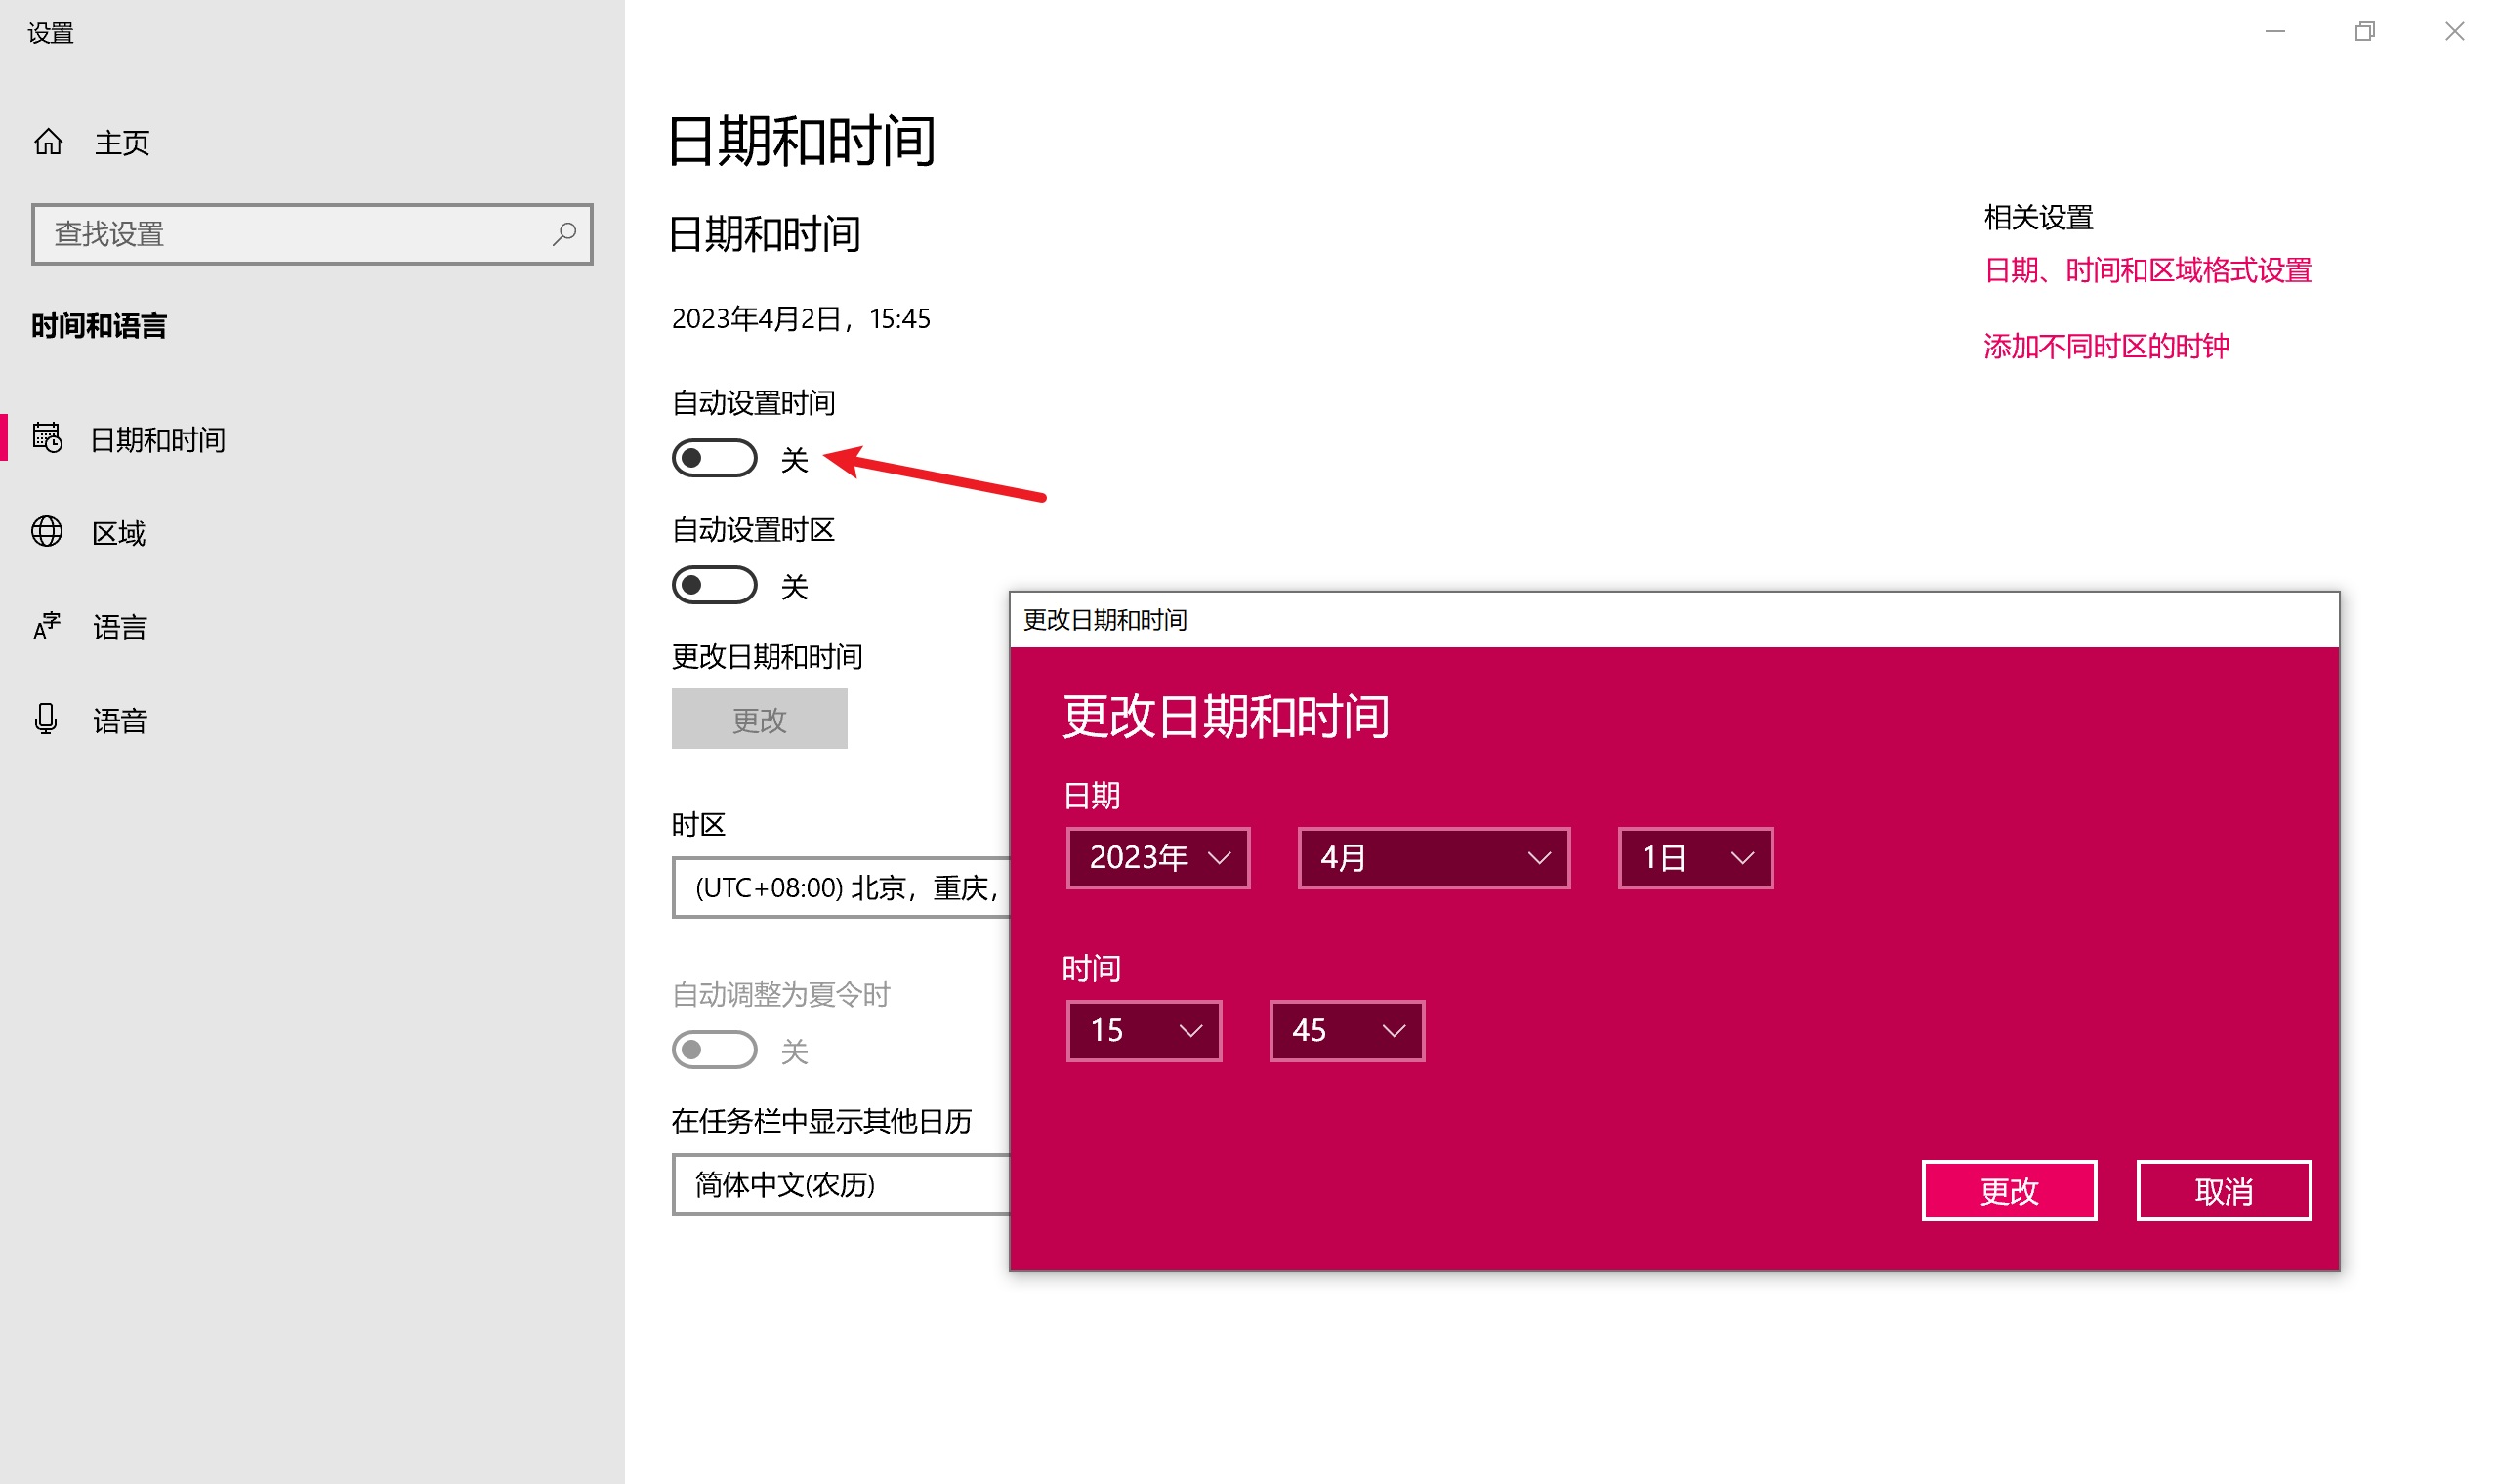 设置
主页
查找设置
时间和语言
日期和时间
区域
语言
语音
日期和时间
日期和时间
2023年4月2日，15:45
自动设置时间
关
自动设置时区
关
更改日期和时间
更改
时区
(UTC+08:00) 北京，重庆，
自动调整为夏令时
关
在任务栏中显示其他日历
简体中文(农历)
相关设置
日期、时间和区域格式设置
添加不同时区的时钟
更改日期和时间
更改日期和时间
日期
2023年 4月 1日
时间
15 45
更改 取消